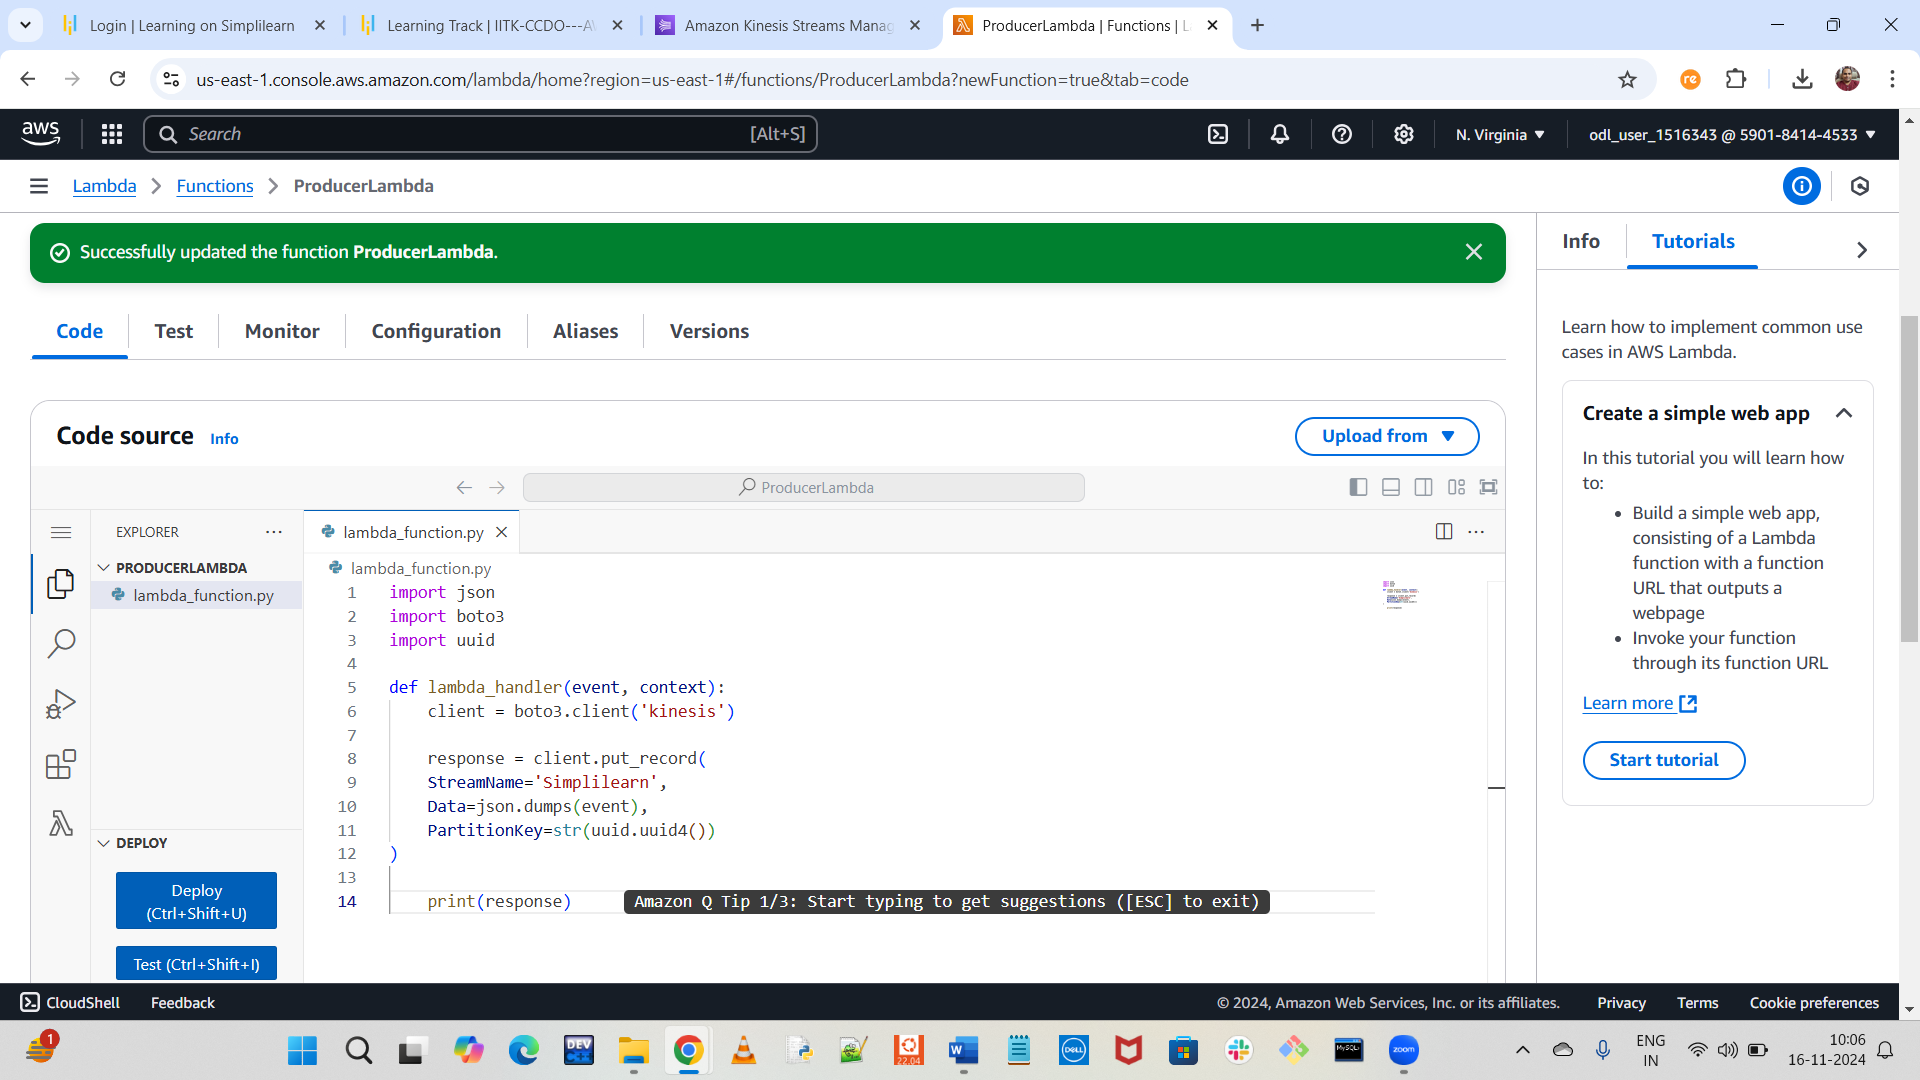 Login | Learning on Simplilearn
Learning Track | IITK-CCDO---A
Amazon Kinesis Streams Manag
ProducerLambda | Functions | L
us-east-1.console.aws.amazon.com/lambda/home?region=us-east-1#/functions/ProducerLambda?newFunction=true&tab=code
re
aws
Search
[Alt+S]
N. Virginia
odl_user_1516343 @ 5901-8414-4533
Lambda
Functions
ProducerLambda
Successfully updated the function ProducerLambda.
Info
Tutorials
Code
Test
Monitor
Configuration
Aliases
Versions
Learn how to implement common use
cases in AWS Lambda.
Code source
Info
Upload from
Create a simple web app
In this tutorial you will learn how
to:
• Build a simple web app,
consisting of a Lambda
function with a function
URL that outputs a
webpage
• Invoke your function
through its function URL
Learn more
Start tutorial
ProducerLambda
EXPLORER
lambda_function.py
PRODUCERLAMBDA
lambda_function.py
lambda_function.py
1 import json
2 import boto3
3 import uuid
4
5 def lambda_handler(event, context):
6 client = boto3.client('kinesis')
7
8 response = client.put_record(
9 StreamName='Simplilearn',
10 Data=json.dumps(event),
11 PartitionKey=str(uuid.uuid4())
12 )
13
14 print(response)
Amazon Q Tip 1/3: Start typing to get suggestions ([ESC] to exit)
DEPLOY
Deploy
(Ctrl+Shift+U)
Test (Ctrl+Shift+I)
CloudShell
Feedback
© 2024, Amazon Web Services, Inc. or its affiliates.
Privacy
Terms
Cookie preferences
1
DEV
22.04
W
DELL
MySQL
zoom
ENG
IN
10:06
16-11-2024